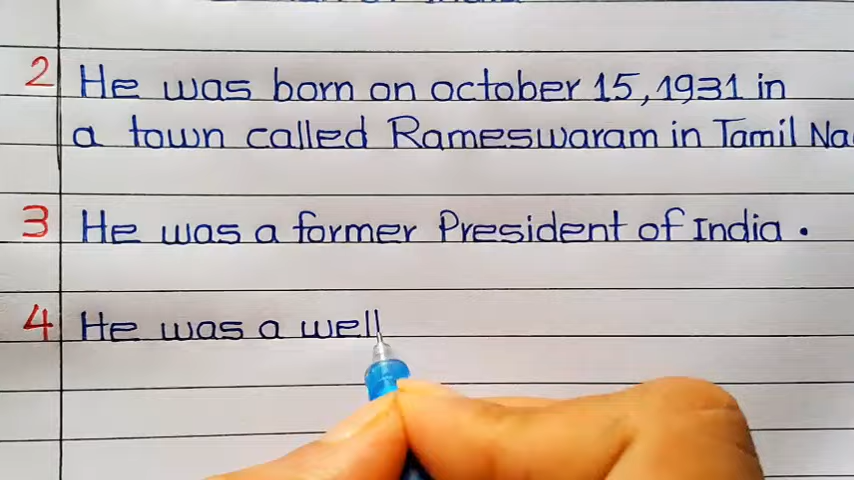 2 He was born on october 15, 1931 in
a town called Rameswaram in Tamil
3 He was a former President of India .
4 He was a well